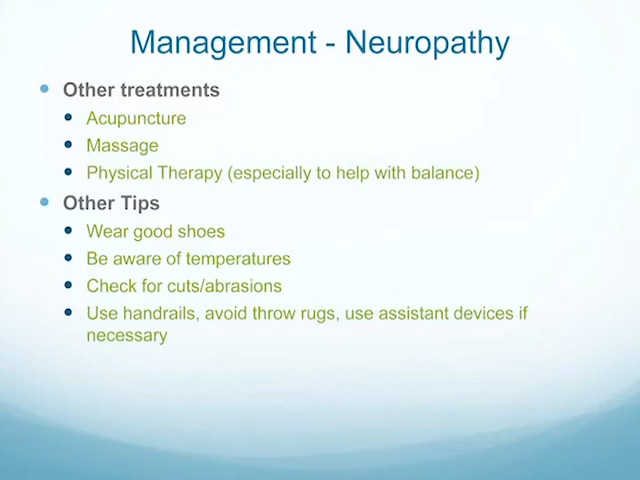 Management - Neuropathy
Other treatments
Acupuncture
Massage
Physical Therapy (especially to help with balance)
Other Tips
Wear good shoes
Be aware of temperatures
Check for cuts/abrasions
Use handrails, avoid throw rugs, use assistant devices if
necessary